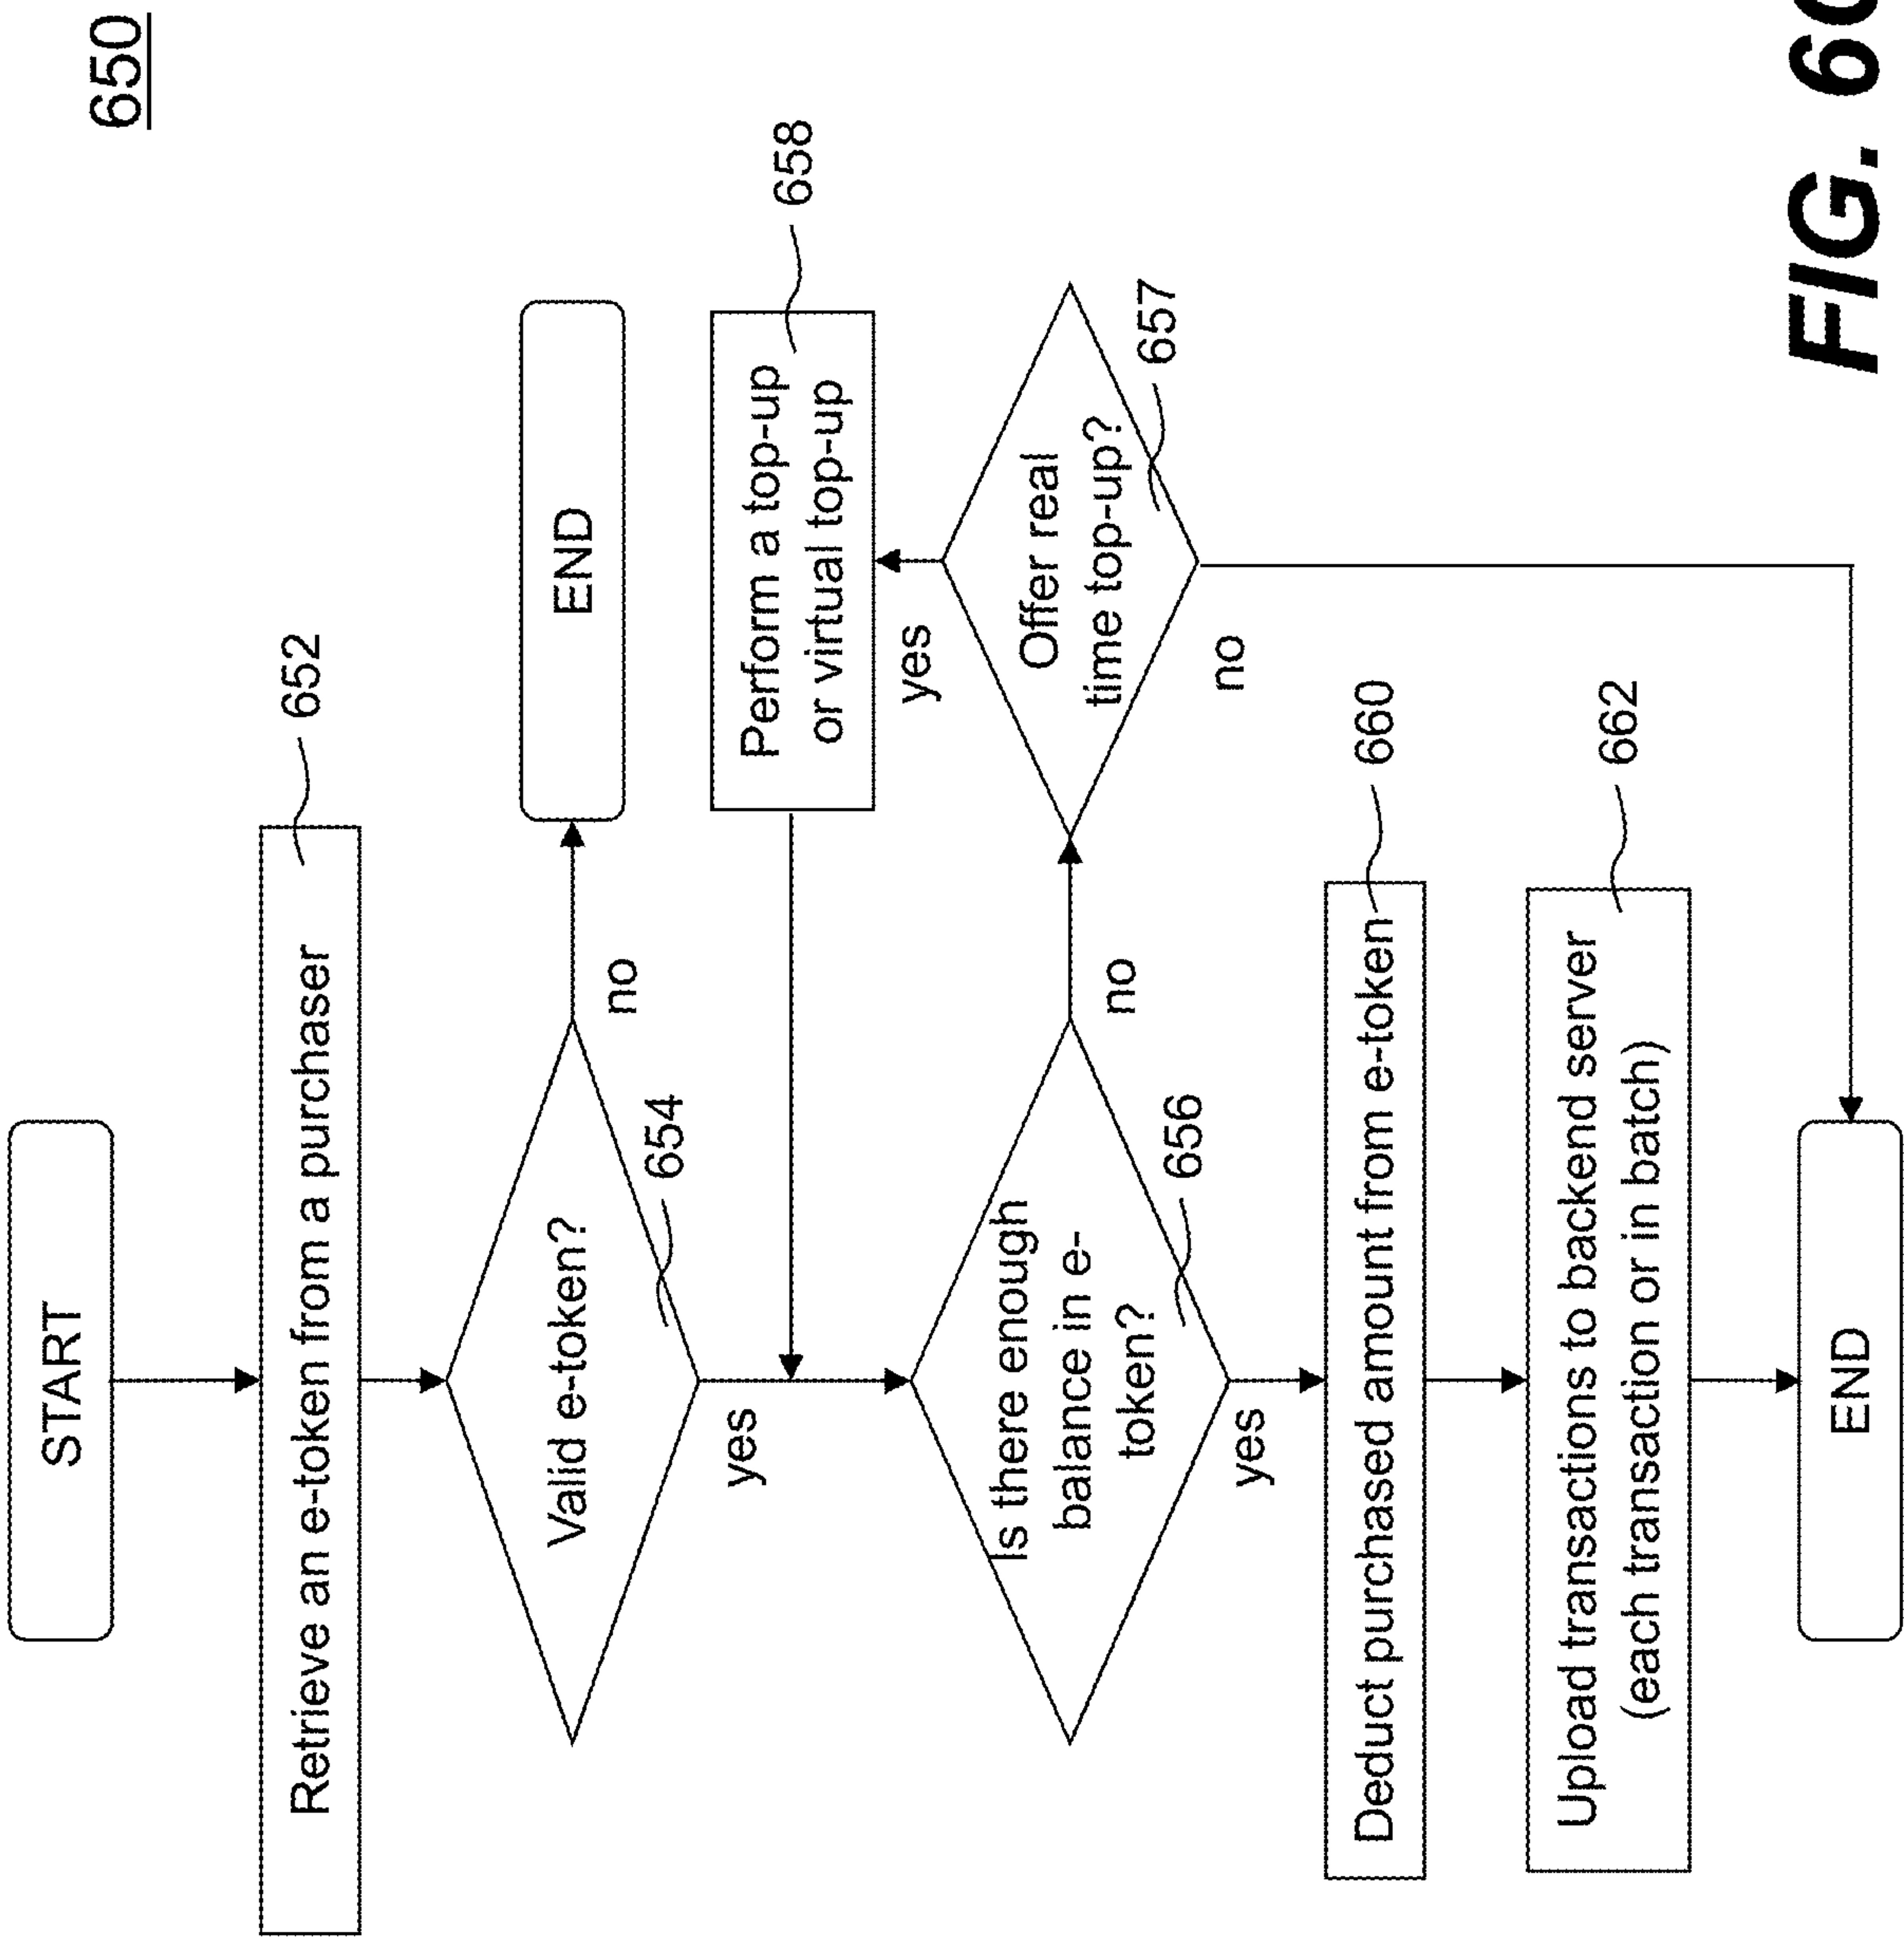 650
START
Retrieve an e-token from a purchaser
652
Valid e-token?
654
no
END
yes
Perform a top-up
or virtual top-up
658
Is there enough
balance in e-
token?
656
no
yes
Offer real
time top-up?
657
yes
no
Deduct purchased amount from e-token
660
Upload transactions to backend server
(each transaction or in batch)
662
END
FIG.